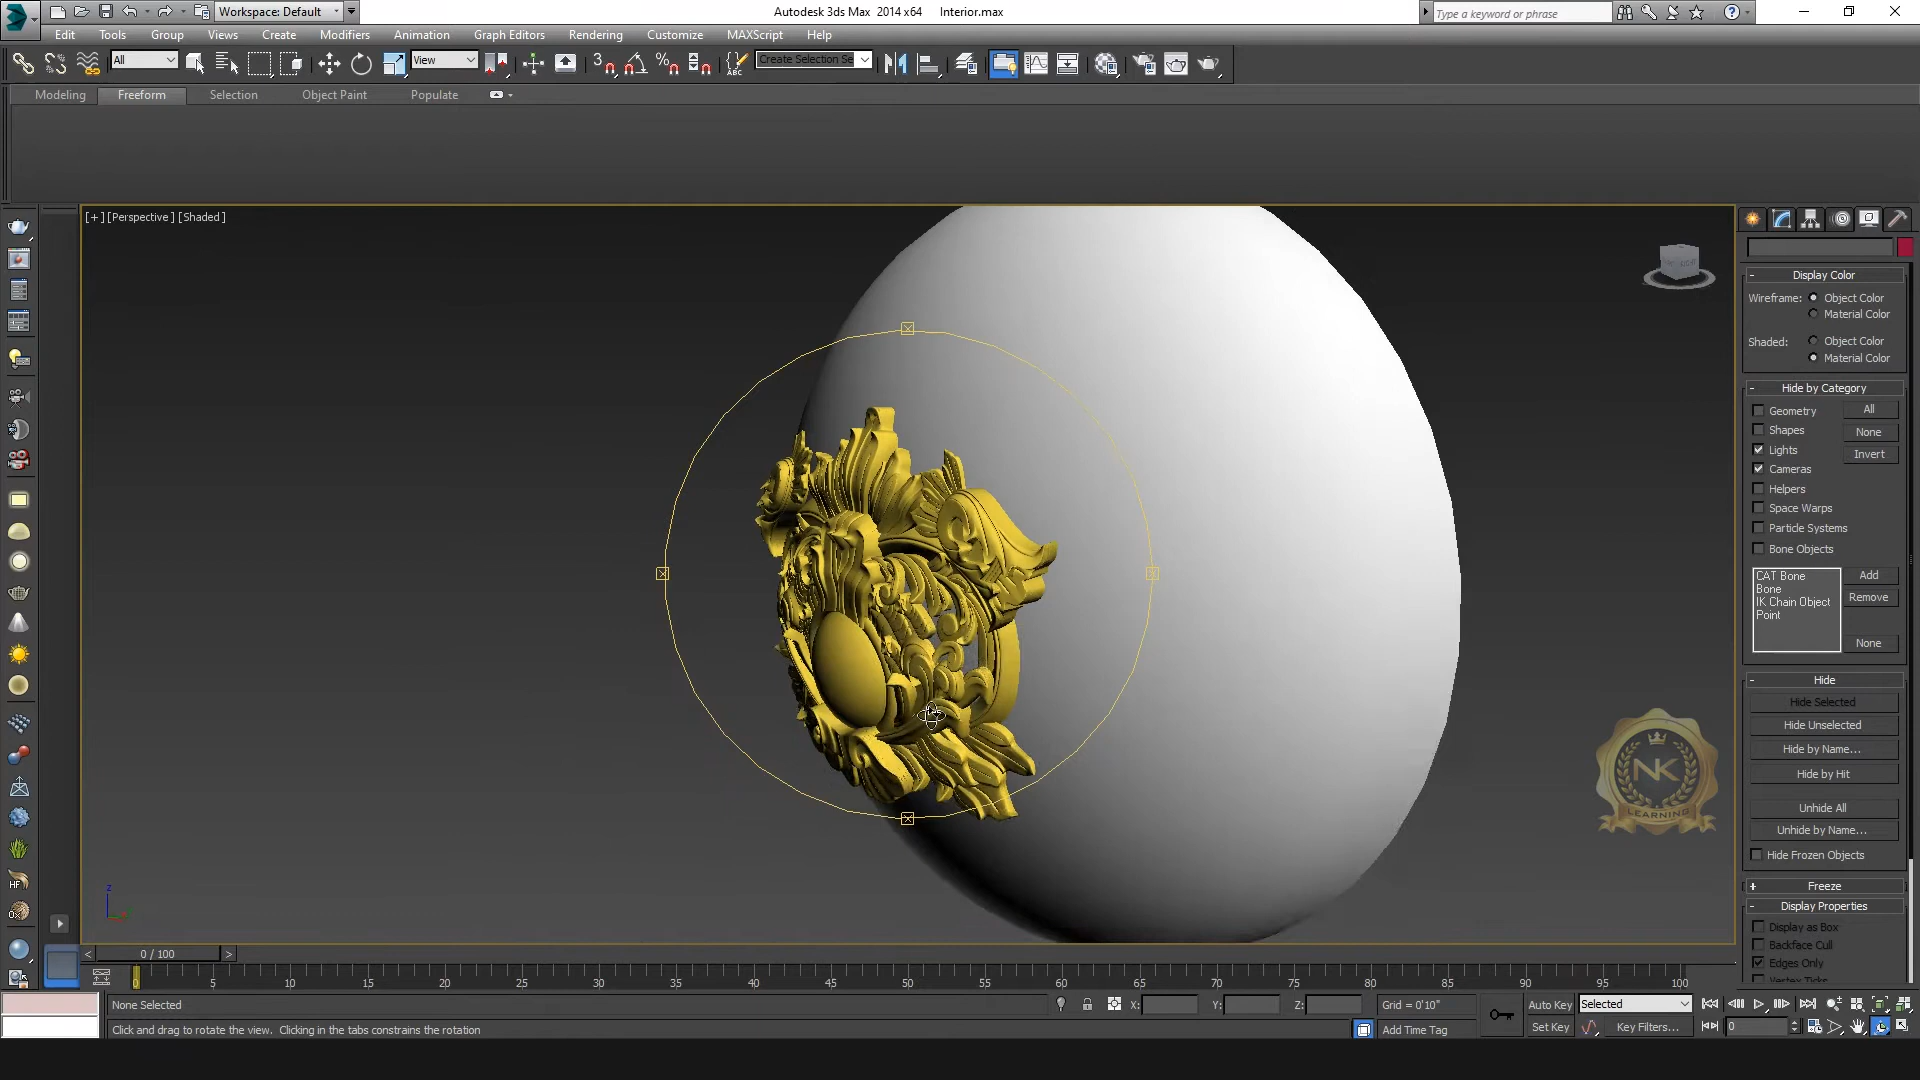 Workspace: Default
Autodesk 3ds Max 2014 x64 Interior.max
Type a keyword or phrase
Edit Tools Group Views Create Modifiers Animation Graph Editors Rendering Customize MAXScript Help
All
View
Create Selection Se
Modeling Freeform Selection Object Paint Populate
[+] [Perspective] [Shaded]
Display Color
Wireframe: Object Color
Material Color
Shaded: Object Color
Material Color
Hide by Category
Geometry All
Shapes None
Lights Invert
Cameras
Helpers
Space Warps
Particle Systems
Bone Objects
CAT Bone
Bone
IK Chain Object
Point
Add
Remove
None
Hide
Hide Selected
Hide Unselected
Hide by Name...
Hide by Hit
Unhide All
Unhide by Name...
Hide Frozen Objects
Freeze
Display Properties
Display as Box
Backface Cull
Edges Only
Vertex Ticks
NK
LEARNING
z
0 / 100
0 5 10 15 20 25 30 35 40 45 50 55 60 65 70 75 80 85 90 95 100
None Selected X: Y: Z: Grid = 0'10" Auto Key Selected
Click and drag to rotate the view. Clicking in the tabs constrains the rotation Add Time Tag Set Key Key Filters... 0